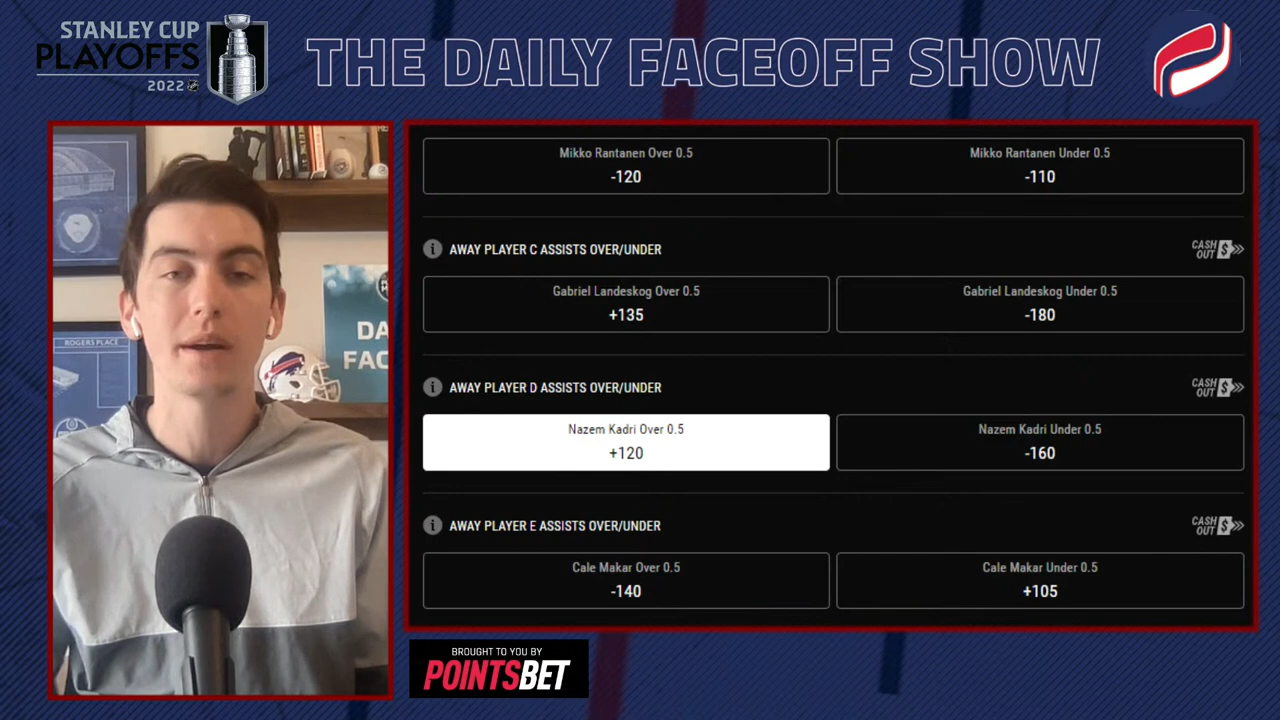 STANLEY CUP
PLAYOFFS
2022
THE DAILY FACEOFF SHOW
ROGERS PLACE
DA
FAC
Mikko Rantanen Over 0.5
-120
Mikko Rantanen Under 0.5
-110
AWAY PLAYER C ASSISTS OVER/UNDER
CASH
OUT
Gabriel Landeskog Over 0.5
+135
Gabriel Landeskog Under 0.5
-180
AWAY PLAYER D ASSISTS OVER/UNDER
CASH
OUT
Nazem Kadri Over 0.5
+120
Nazem Kadri Under 0.5
-160
AWAY PLAYER E ASSISTS OVER/UNDER
CASH
OUT
Cale Makar Over 0.5
-140
Cale Makar Under 0.5
+105
BROUGHT TO YOU BY
POINTSBET